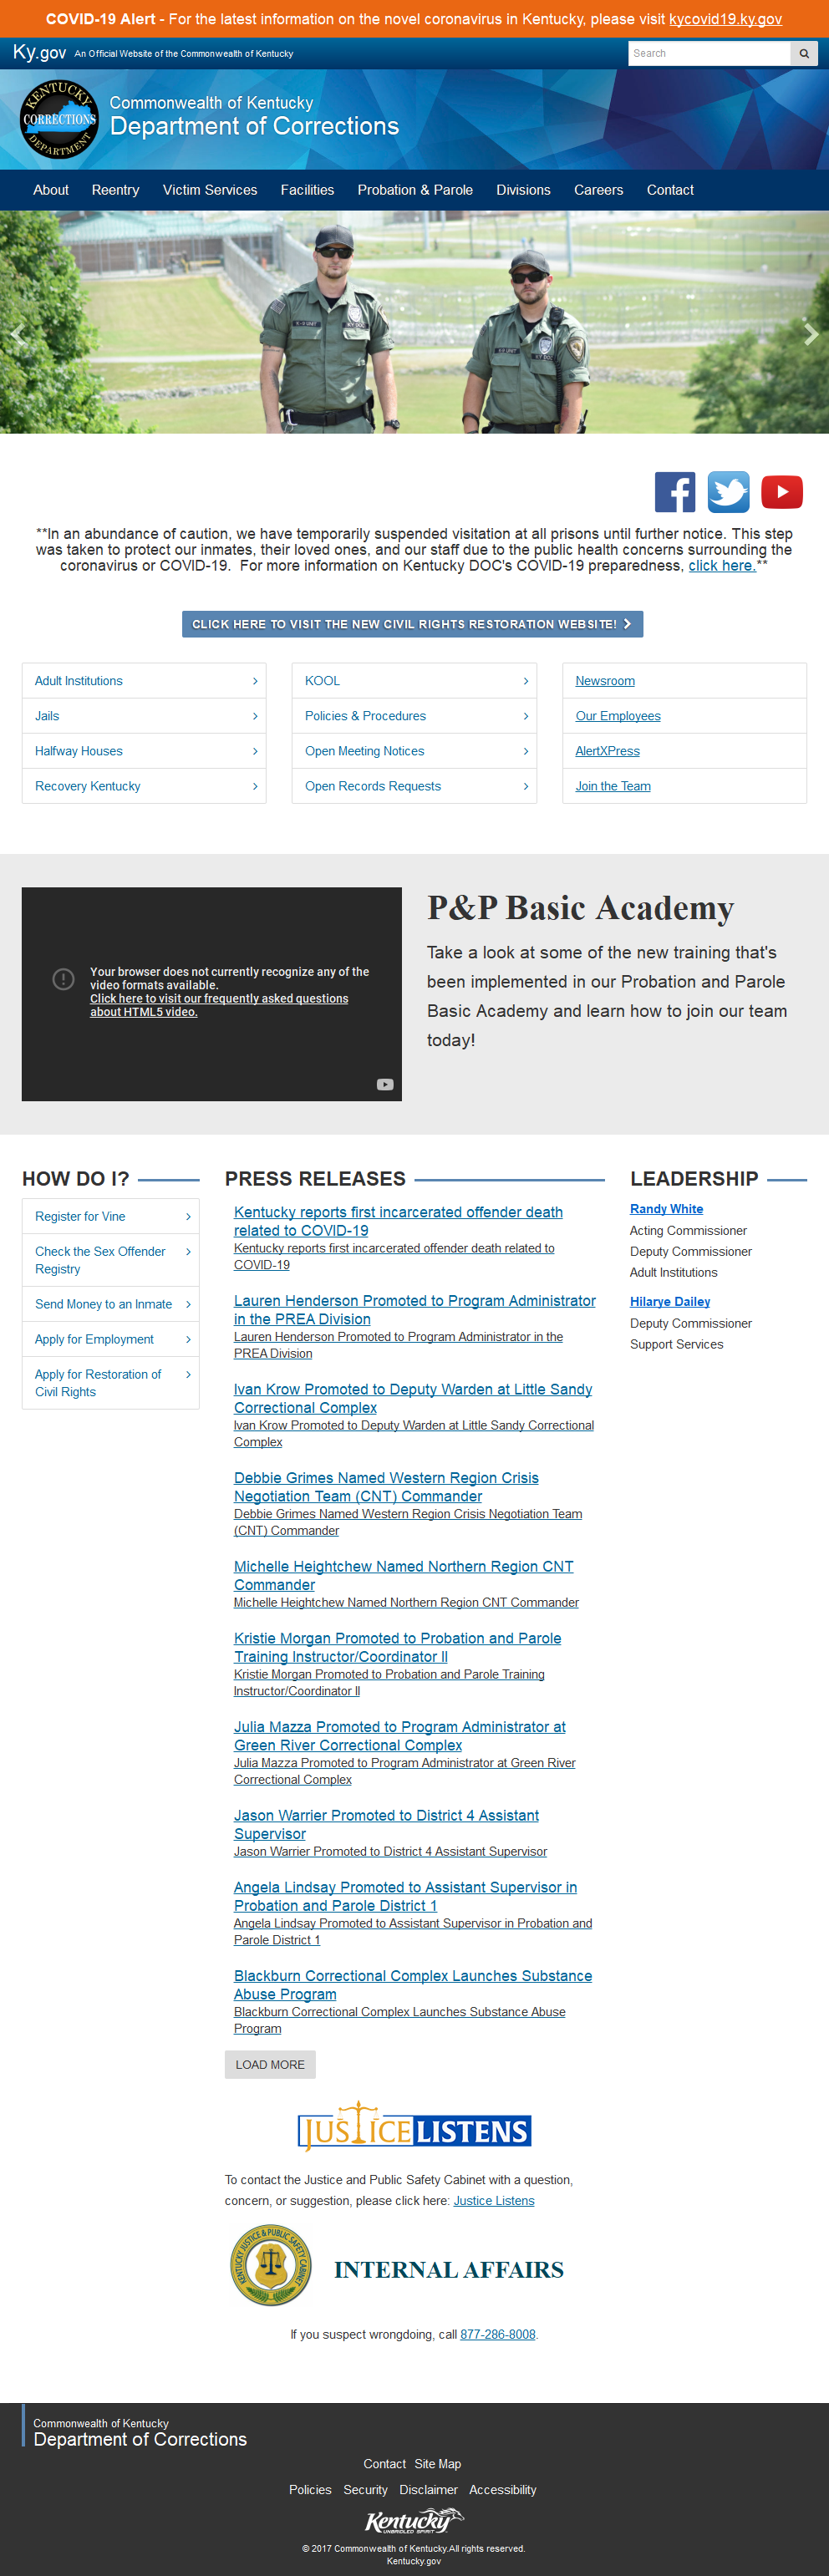 COVID-19 Alert - For the latest information on the novel coronavirus in Kentucky, please visit kycovid19.ky.gov
Ky.gov An Official Website of the Commonwealth of Kentucky
Search
KENTUCKY
CORRECTIONS
DEPARTMENT
Commonwealth of Kentucky
Department of Corrections
About Reentry Victim Services Facilities Probation & Parole Divisions Careers Contact
**In an abundance of caution, we have temporarily suspended visitation at all prisons until further notice. This step
was taken to protect our inmates, their loved ones, and our staff due to the public health concerns surrounding the
coronavirus or COVID-19. For more information on Kentucky DOC's COVID-19 preparedness, click here.**
CLICK HERE TO VISIT THE NEW CIVIL RIGHTS RESTORATION WEBSITE!
Adult Institutions
Jails
Halfway Houses
Recovery Kentucky
KOOL
Policies & Procedures
Open Meeting Notices
Open Records Requests
Newsroom
Our Employees
AlertXPress
Join the Team
Your browser does not currently recognize any of the
video formats available.
Click here to visit our frequently asked questions
about HTML5 video.
P&P Basic Academy
Take a look at some of the new training that's
been implemented in our Probation and Parole
Basic Academy and learn how to join our team
today!
HOW DO I?
Register for Vine
Check the Sex Offender
Registry
Send Money to an Inmate
Apply for Employment
Apply for Restoration of
Civil Rights
PRESS RELEASES
Kentucky reports first incarcerated offender death
related to COVID-19
Kentucky reports first incarcerated offender death related to
COVID-19
Lauren Henderson Promoted to Program Administrator
in the PREA Division
Lauren Henderson Promoted to Program Administrator in the
PREA Division
Ivan Krow Promoted to Deputy Warden at Little Sandy
Correctional Complex
Ivan Krow Promoted to Deputy Warden at Little Sandy Correctional
Complex
Debbie Grimes Named Western Region Crisis
Negotiation Team (CNT) Commander
Debbie Grimes Named Western Region Crisis Negotiation Team
(CNT) Commander
Michelle Heightchew Named Northern Region CNT
Commander
Michelle Heightchew Named Northern Region CNT Commander
Kristie Morgan Promoted to Probation and Parole
Training Instructor/Coordinator II
Kristie Morgan Promoted to Probation and Parole Training
Instructor/Coordinator II
Julia Mazza Promoted to Program Administrator at
Green River Correctional Complex
Julia Mazza Promoted to Program Administrator at Green River
Correctional Complex
Jason Warrier Promoted to District 4 Assistant
Supervisor
Jason Warrier Promoted to District 4 Assistant Supervisor
Angela Lindsay Promoted to Assistant Supervisor in
Probation and Parole District 1
Angela Lindsay Promoted to Assistant Supervisor in Probation and
Parole District 1
Blackburn Correctional Complex Launches Substance
Abuse Program
Blackburn Correctional Complex Launches Substance Abuse
Program
LOAD MORE
LEADERSHIP
Randy White
Acting Commissioner
Deputy Commissioner
Adult Institutions
Hilarye Dailey
Deputy Commissioner
Support Services
JUSTICE LISTENS
To contact the Justice and Public Safety Cabinet with a question,
concern, or suggestion, please click here: Justice Listens
KENTUCKY JUSTICE & PUBLIC SAFETY CABINET
INTERNAL AFFAIRS
If you suspect wrongdoing, call 877-286-8008.
Commonwealth of Kentucky
Department of Corrections
Contact Site Map
Policies Security Disclaimer Accessibility
Kentucky
UNBRIDLED SPIRIT
© 2017 Commonwealth of Kentucky.All rights reserved.
Kentucky.gov